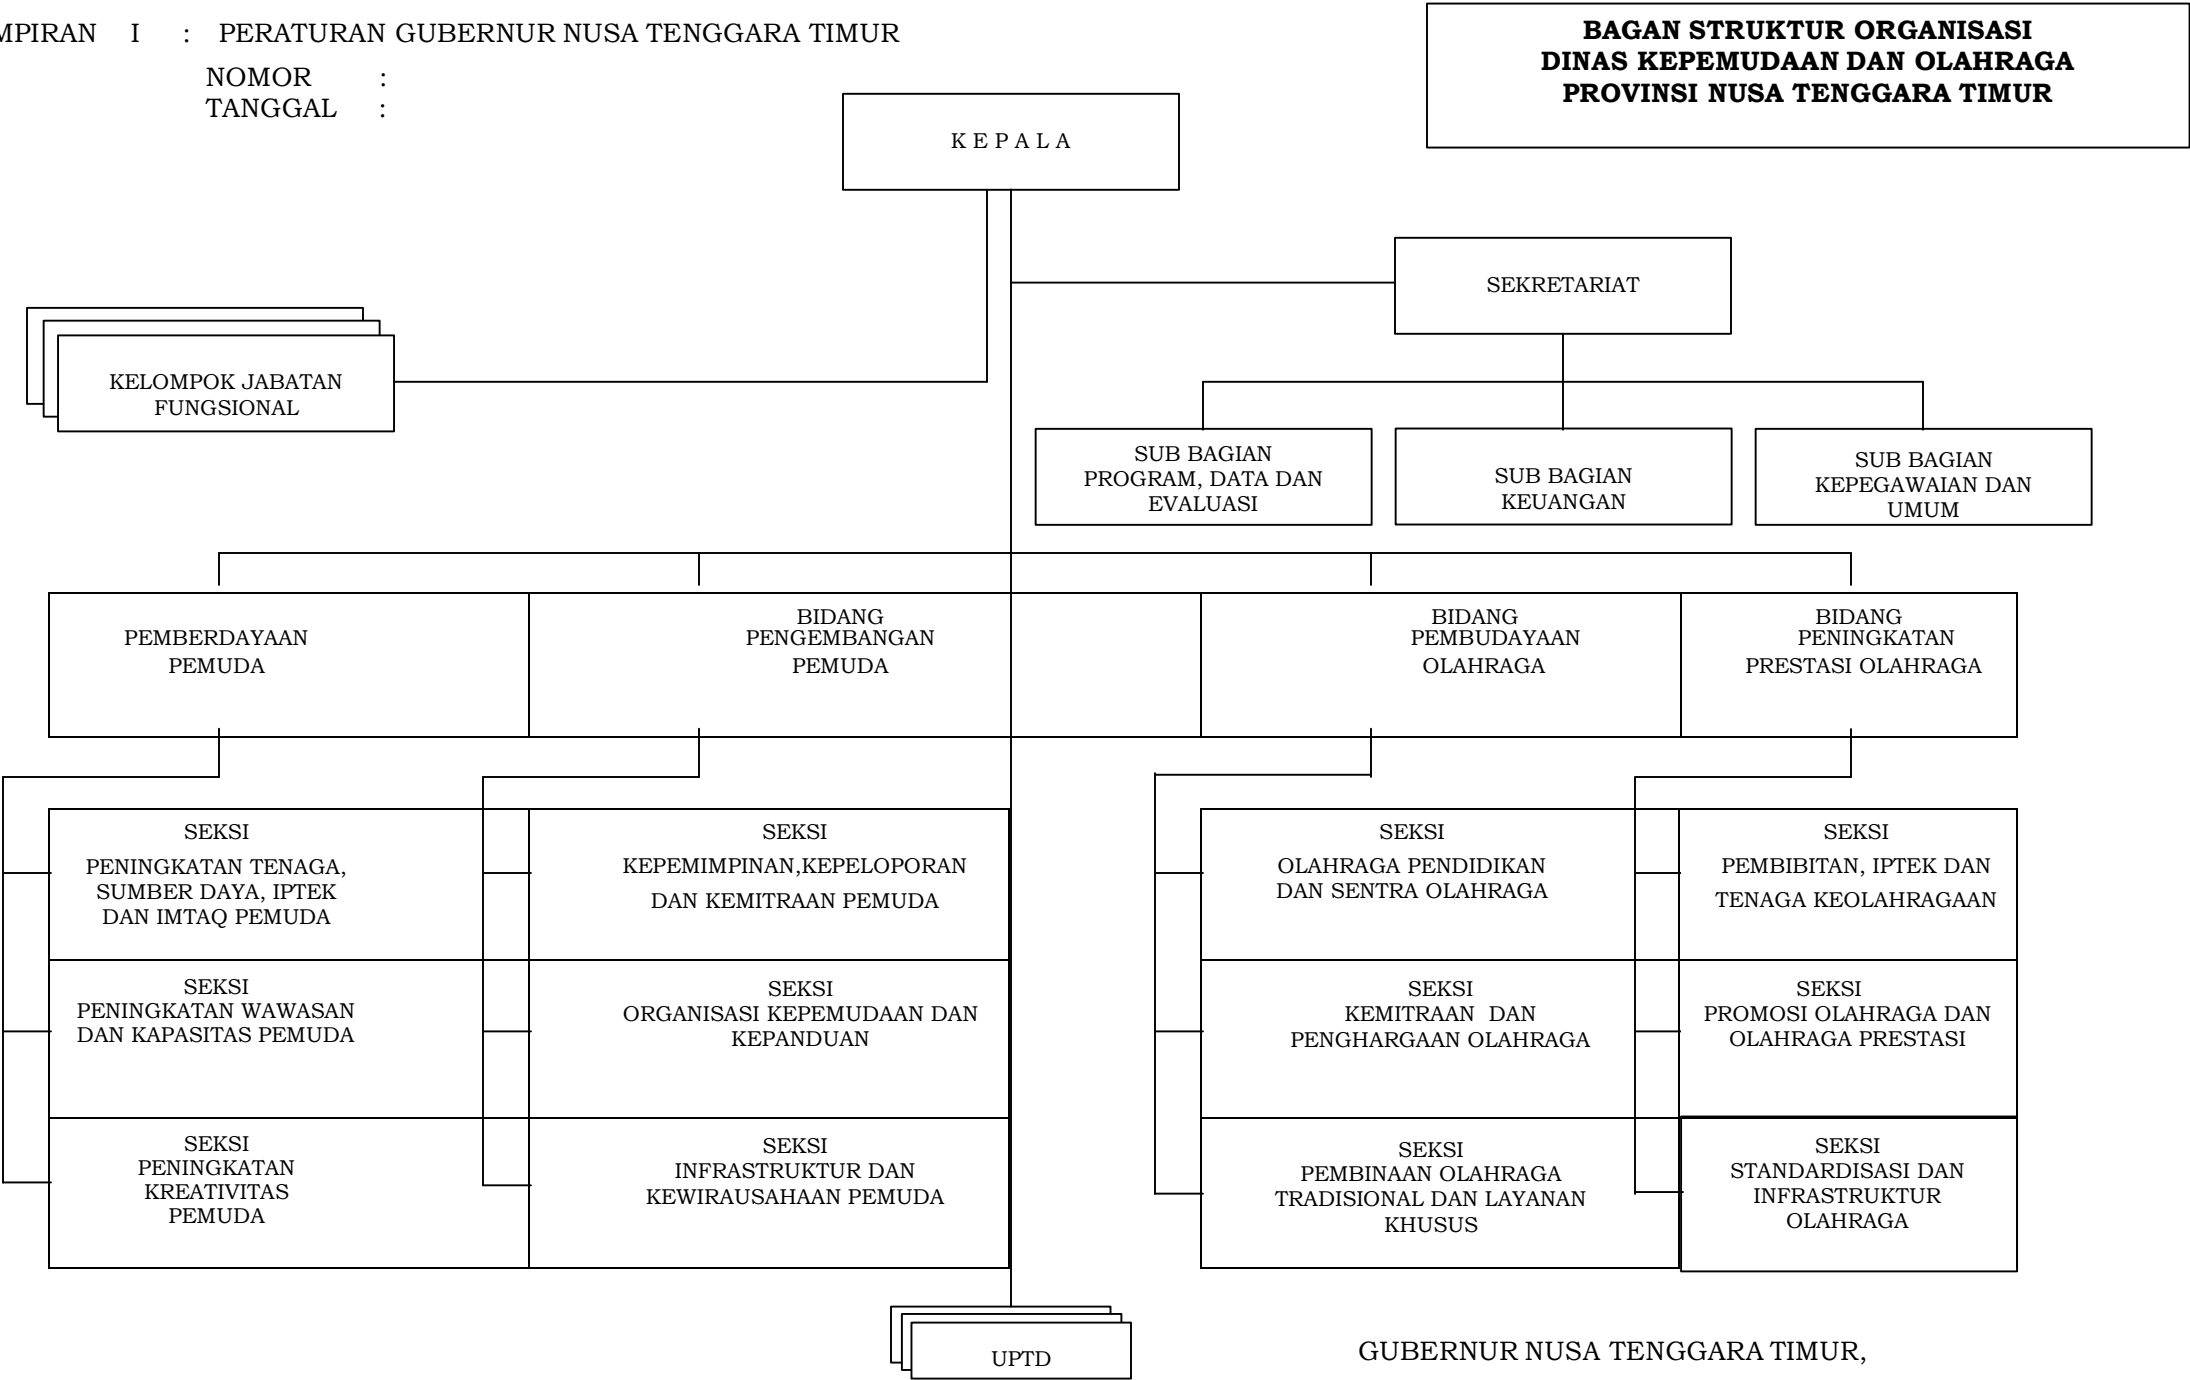 MPIRAN I : PERATURAN GUBERNUR NUSA TENGGARA TIMUR
NOMOR :
TANGGAL :
BAGAN STRUKTUR ORGANISASI
DINAS KEPEMUDAAN DAN OLAHRAGA
PROVINSI NUSA TENGGARA TIMUR
K E P A L A
SEKRETARIAT
KELOMPOK JABATAN
FUNGSIONAL
SUB BAGIAN
PROGRAM, DATA DAN
EVALUASI
SUB BAGIAN
KEUANGAN
SUB BAGIAN
KEPEGAWAIAN DAN
UMUM
PEMBERDAYAAN
PEMUDA
BIDANG
PENGEMBANGAN
PEMUDA
BIDANG
PEMBUDAYAAN
OLAHRAGA
BIDANG
PENINGKATAN
PRESTASI OLAHRAGA
SEKSI
PENINGKATAN TENAGA,
SUMBER DAYA, IPTEK
DAN IMTAQ PEMUDA
SEKSI
KEPEMIMPINAN,KEPELOPORAN
DAN KEMITRAAN PEMUDA
SEKSI
OLAHRAGA PENDIDIKAN
DAN SENTRA OLAHRAGA
SEKSI
PEMBIBITAN, IPTEK DAN
TENAGA KEOLAHRAGAAN
SEKSI
PENINGKATAN WAWASAN
DAN KAPASITAS PEMUDA
SEKSI
ORGANISASI KEPEMUDAAN DAN
KEPANDUAN
SEKSI
KEMITRAAN DAN
PENGHARGAAN OLAHRAGA
SEKSI
PROMOSI OLAHRAGA DAN
OLAHRAGA PRESTASI
SEKSI
PENINGKATAN
KREATIVITAS
PEMUDA
SEKSI
INFRASTRUKTUR DAN
KEWIRAUSAHAAN PEMUDA
SEKSI
PEMBINAAN OLAHRAGA
TRADISIONAL DAN LAYANAN
KHUSUS
SEKSI
STANDARDISASI DAN
INFRASTRUKTUR
OLAHRAGA
UPTD
GUBERNUR NUSA TENGGARA TIMUR,